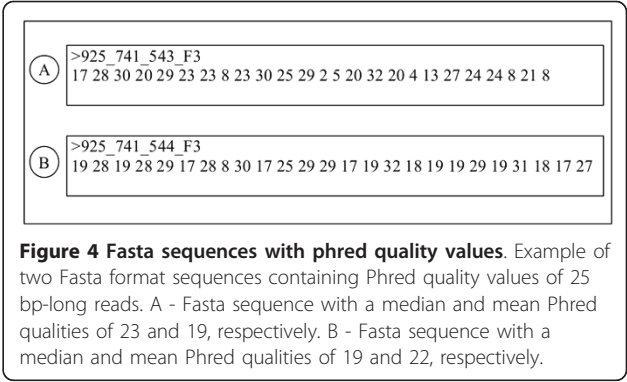 A
>925_741_543_F3
17 28 30 20 29 23 23 8 23 30 25 29 2 5 20 32 20 4 13 27 24 24 8 21 8
B
>925_741_544_F3
19 28 19 28 29 17 28 8 30 17 25 29 29 17 19 32 18 19 19 29 19 31 18 17 27
Figure 4 Fasta sequences with phred quality values. Example of
two Fasta format sequences containing Phred quality values of 25
bp-long reads. A - Fasta sequence with a median and mean Phred
qualities of 23 and 19, respectively. B - Fasta sequence with a
median and mean Phred qualities of 19 and 22, respectively.